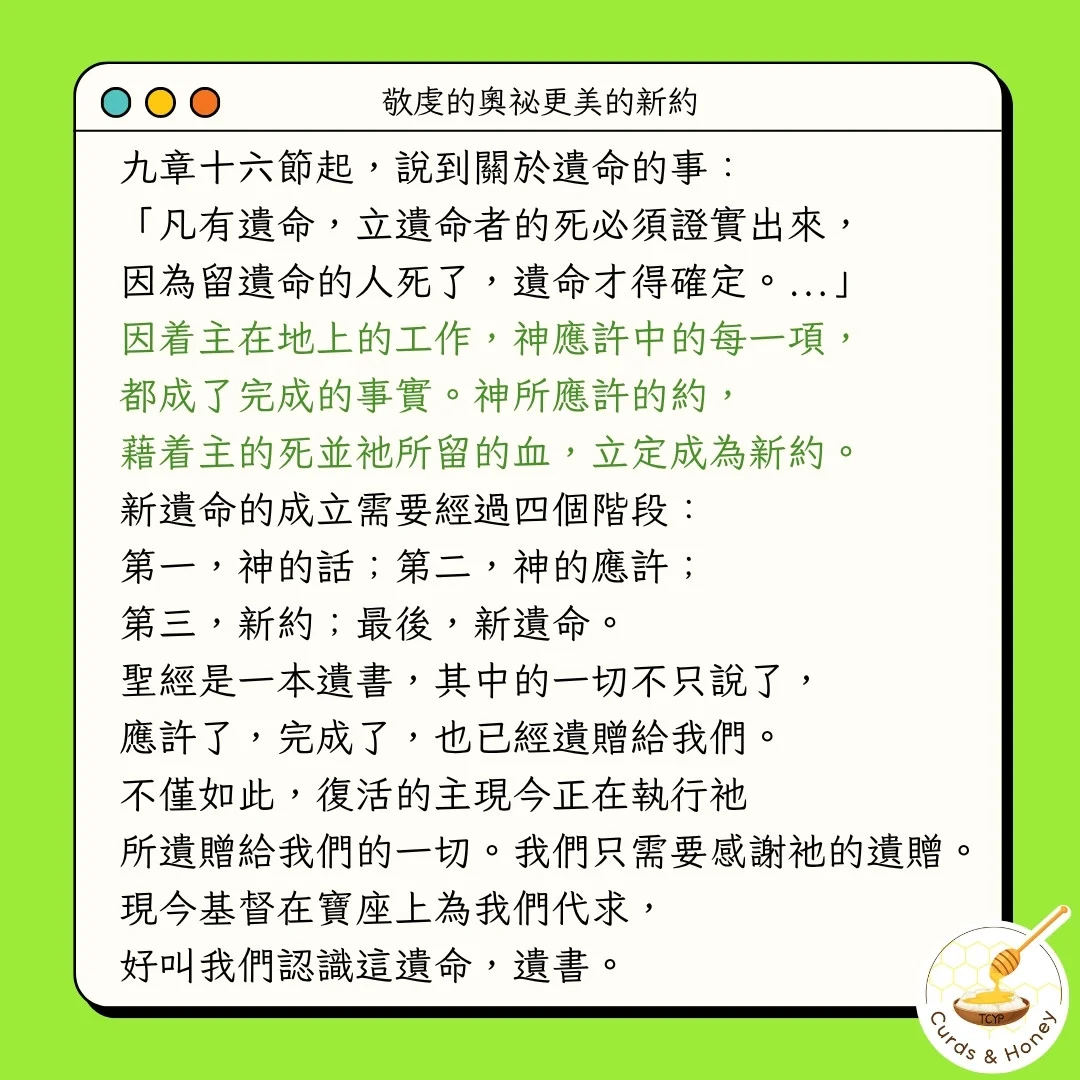 敬虔的奧祕更美的新約
九章十六節起，說到關於遺命的事：
「凡有遺命，立遺命者的死必須證實出來，
因為留遺命的人死了，遺命才得確定。...」
因着主在地上的工作，神應許中的每一項，
都成了完成的事實。神所應許的約，
藉着主的死並祂所留的血，立定成為新約。
新遺命的成立需要經過四個階段：
第一，神的話；第二，神的應許；
第三，新約；最後，新遺命。
聖經是一本遺書，其中的一切不只說了，
應許了，完成了，也已經遺贈給我們。
不僅如此，復活的主現今正在執行祂
所遺贈給我們的一切。我們只需要感謝祂的遺贈。
現今基督在寶座上為我們代求，
好叫我們認識這遺命，遺書。
TCYP
Curds & Honey